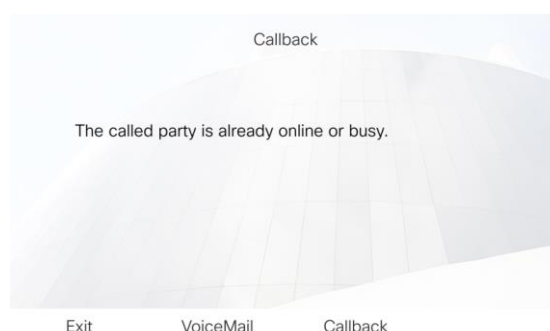 Callback
The called party is already online or busy.
Exit VoiceMail Callback